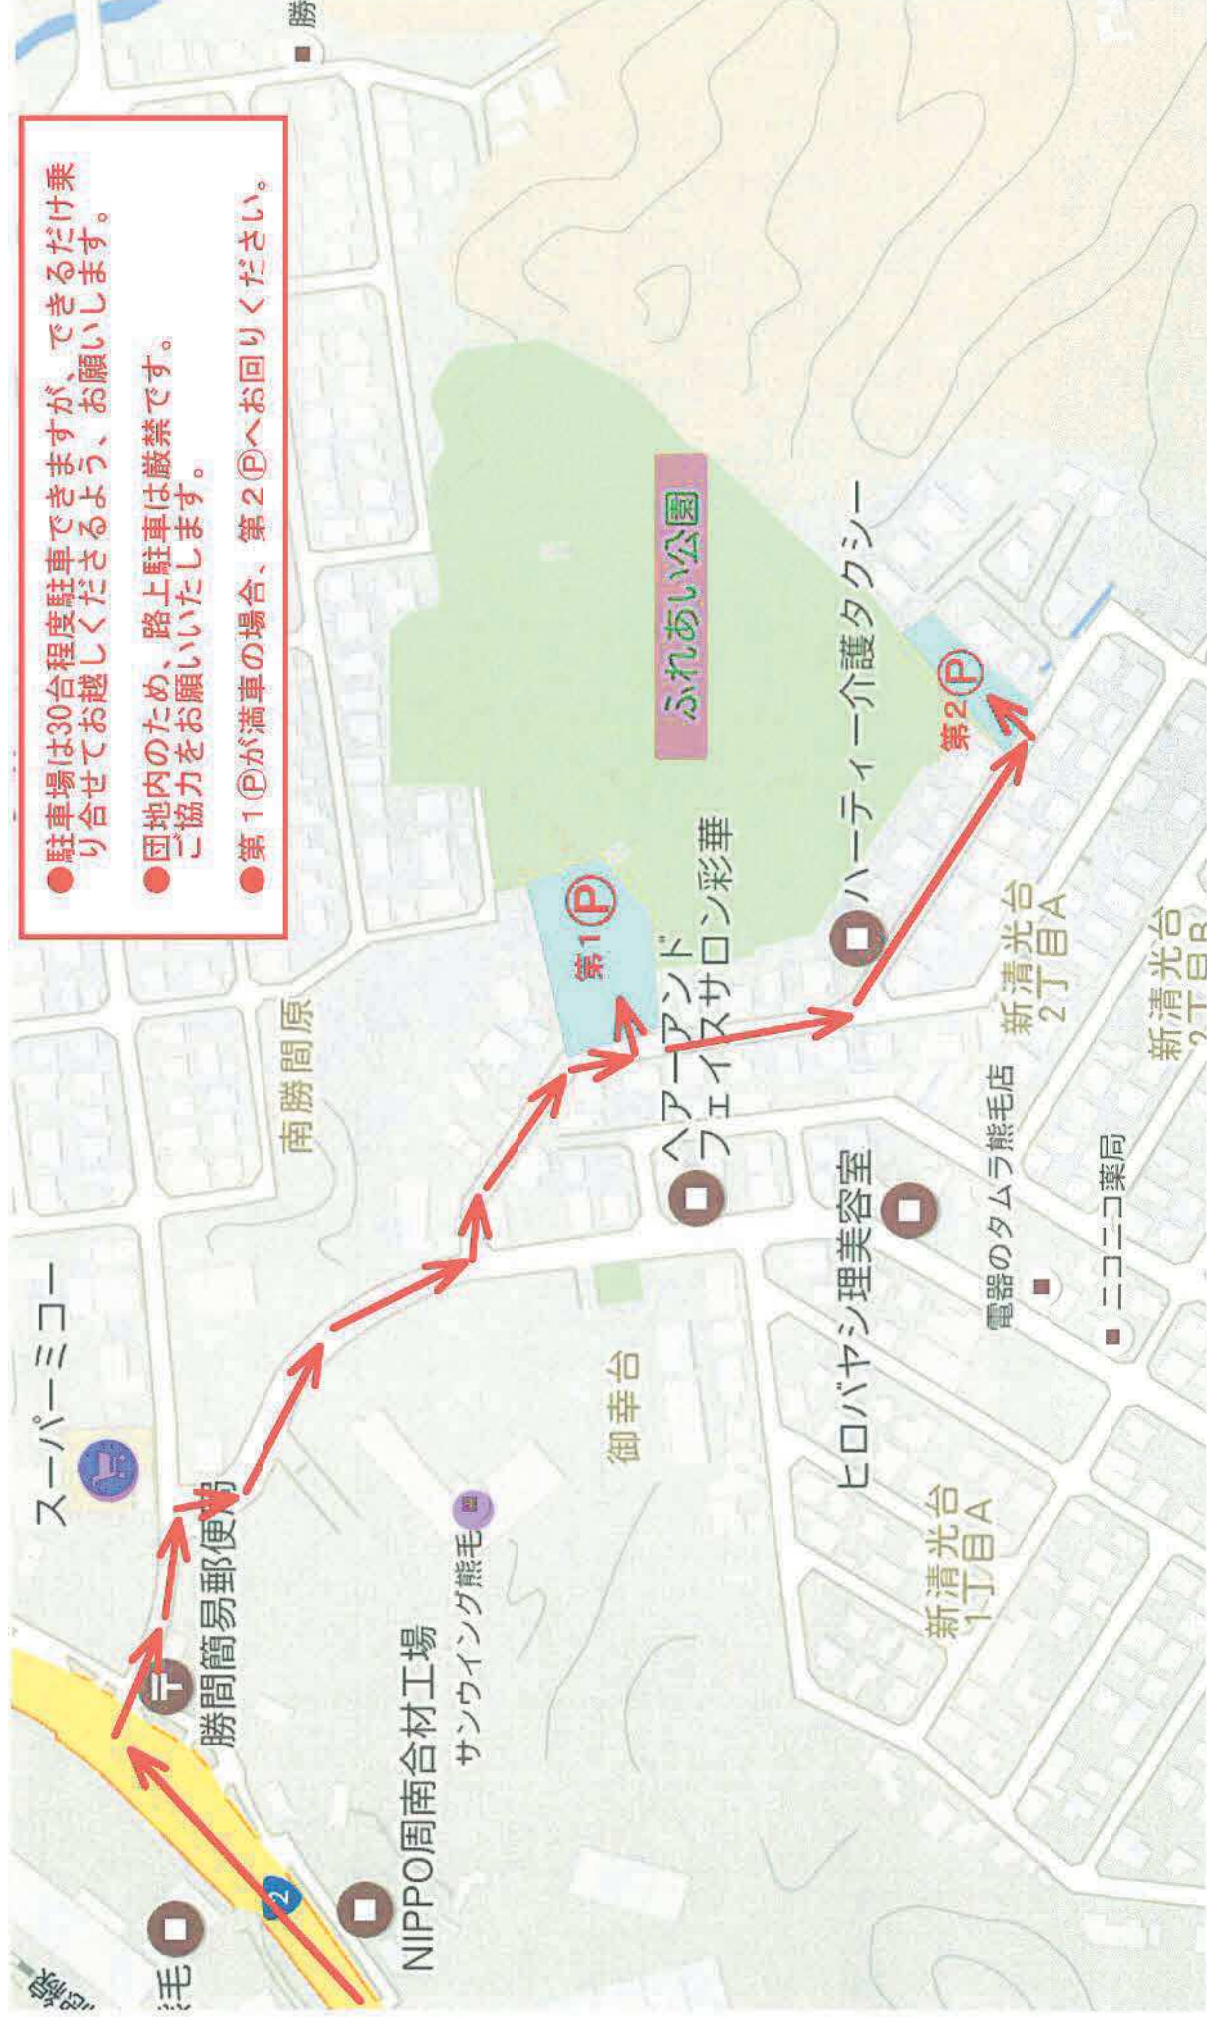 ●駐車場は30台程度駐車できますが、できるだけ乗
り合せてお越しくださるよう、お願いします。
●団地内のため、路上駐車は厳禁です。
ご協力をお願いいたします。
●第1Ⓟが満車の場合、第2Ⓟへお回りください。
勝
スーパーミコー
南勝間原
勝間簡易郵便局
2
毛
NIPPO周南合材工場
サンウイング熊毛
第1Ⓟ
ふれあい公園
御幸台
ヘアーアンド
フェイスサロン彩華
ハーティー介護タクシー
第2Ⓟ
ヒロバヤシ理美容室
新清光台
2丁目A
新清光台
1丁目A
電器のタムラ熊毛店
ニコニコ薬局
新清光台
2丁目B